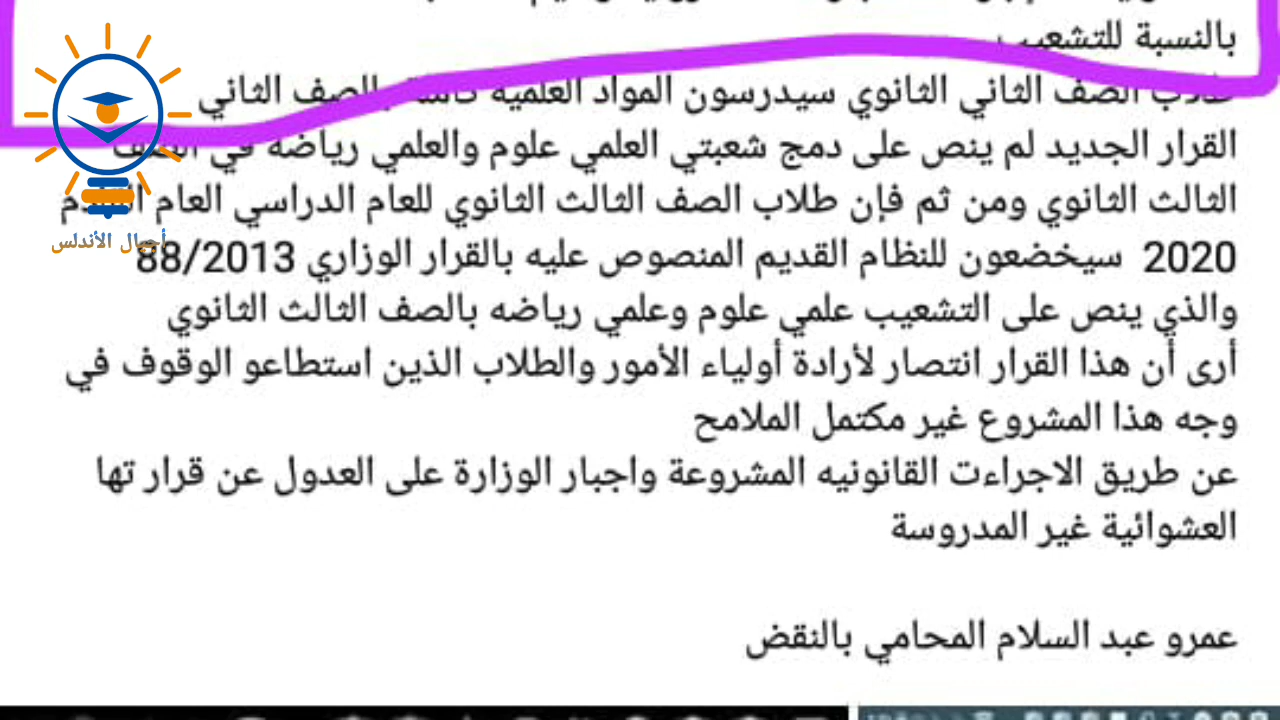 بالنسبة للتشعيب
طلاب الصف الثاني الثانوي سيدرسون المواد العلمية كاملة بالصف الثاني
القرار الجديد لم ينص على دمج شعبتي العلمي علوم والعلمي رياضة في الصف
الثالث الثانوي ومن ثم فإن طلاب الصف الثالث الثانوي للعام الدراسي العام القادم
2020 سيخضعون للنظام القديم المنصوص عليه بالقرار الوزاري 88/2013
والذي ينص على التشعيب علمي علوم وعلمي رياضه بالصف الثالث الثانوي
أرى أن هذا القرار انتصار لأرادة أولياء الأمور والطلاب الذين استطاعو الوقوف في
وجه هذا المشروع غير مكتمل الملامح
عن طريق الاجراءت القانونيه المشروعة واجبار الوزارة على العدول عن قرار تها
العشوائية غير المدروسة
عمرو عبد السلام المحامي بالنقض
أجيال الأندلس